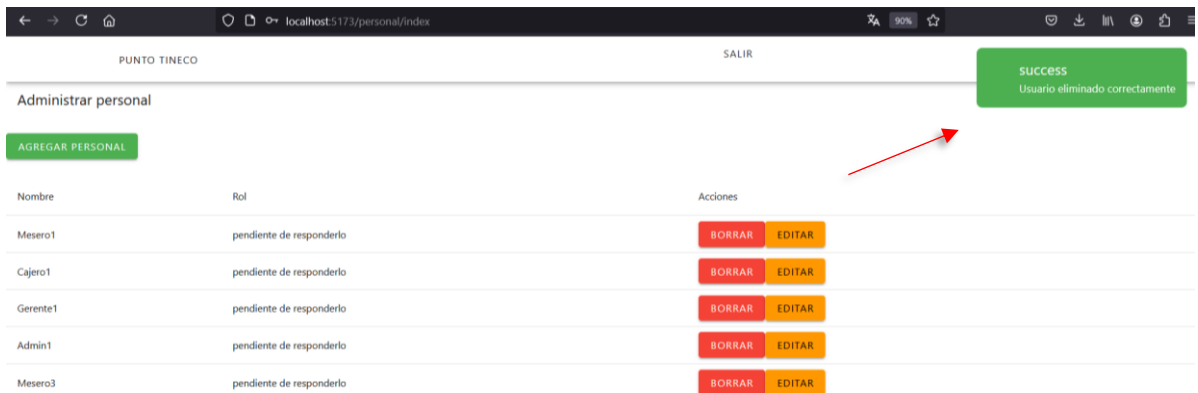 localhost:5173/personal/index
90%
PUNTO TINECO
SALIR
success
Usuario eliminado correctamente
Administrar personal
AGREGAR PERSONAL
Nombre Rol Acciones
Mesero1 pendiente de responderlo BORRAR EDITAR
Cajero1 pendiente de responderlo BORRAR EDITAR
Gerente1 pendiente de responderlo BORRAR EDITAR
Admin1 pendiente de responderlo BORRAR EDITAR
Mesero3 pendiente de responderlo BORRAR EDITAR